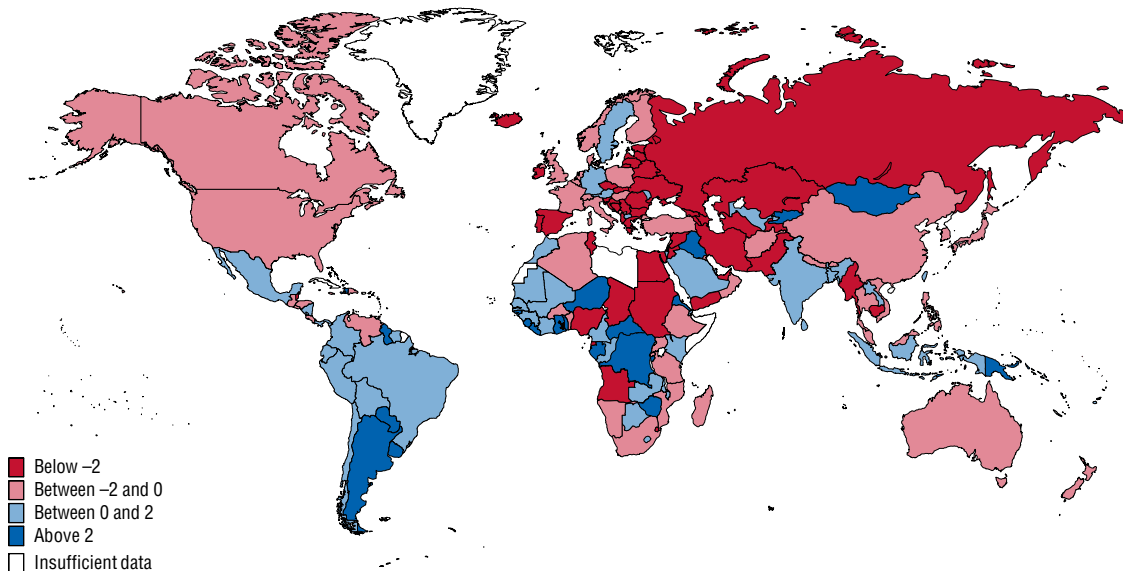 Below –2
Between –2 and 0
Between 0 and 2
Above 2
Insufficient data